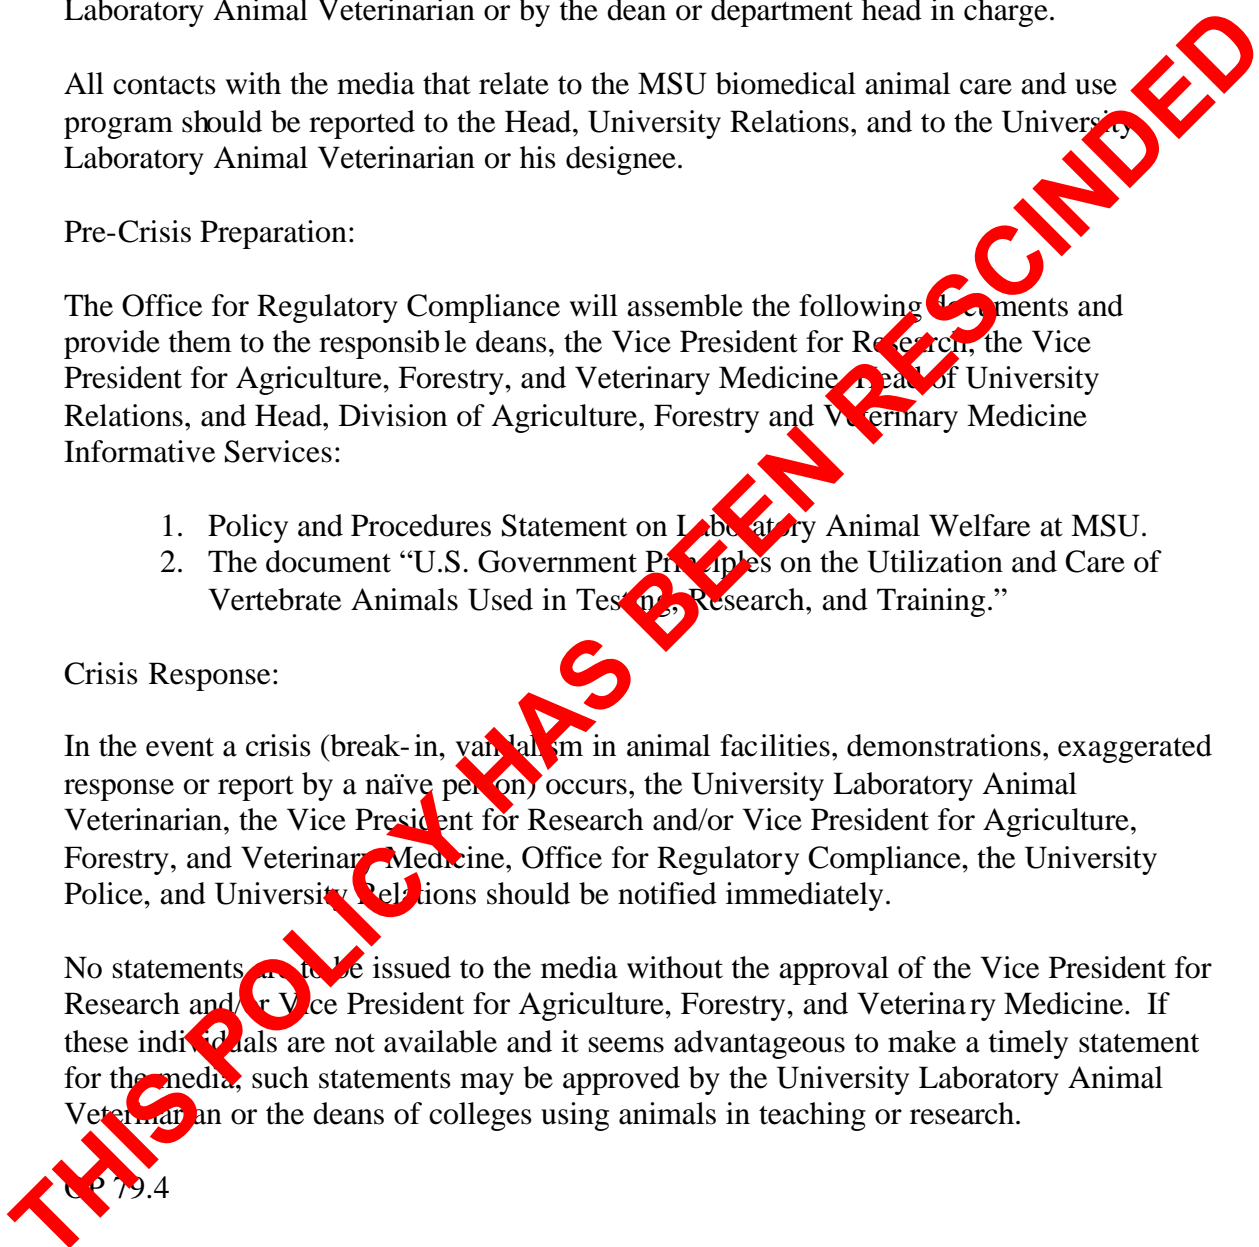 Laboratory Animal Veterinarian or by the dean or department head in charge.
All contacts with the media that relate to the MSU biomedical animal care and use
program should be reported to the Head, University Relations, and to the University
Laboratory Animal Veterinarian or his designee.
Pre-Crisis Preparation:
The Office for Regulatory Compliance will assemble the following documents and
provide them to the responsible deans, the Vice President for Research, the Vice
President for Agriculture, Forestry, and Veterinary Medicine, Head of University
Relations, and Head, Division of Agriculture, Forestry and Veterinary Medicine
Informative Services:
1. Policy and Procedures Statement on Laboratory Animal Welfare at MSU.
2. The document “U.S. Government Principles on the Utilization and Care of
Vertebrate Animals Used in Testing, Research, and Training.”
Crisis Response:
In the event a crisis (break-in, vandalism in animal facilities, demonstrations, exaggerated
response or report by a naïve person) occurs, the University Laboratory Animal
Veterinarian, the Vice President for Research and/or Vice President for Agriculture,
Forestry, and Veterinary Medicine, Office for Regulatory Compliance, the University
Police, and University Relations should be notified immediately.
No statements are to be issued to the media without the approval of the Vice President for
Research and/or Vice President for Agriculture, Forestry, and Veterinary Medicine.  If
these individuals are not available and it seems advantageous to make a timely statement
for the media, such statements may be approved by the University Laboratory Animal
Veterinarian or the deans of colleges using animals in teaching or research.
OP 79.4
THIS POLICY HAS BEEN RESCINDED